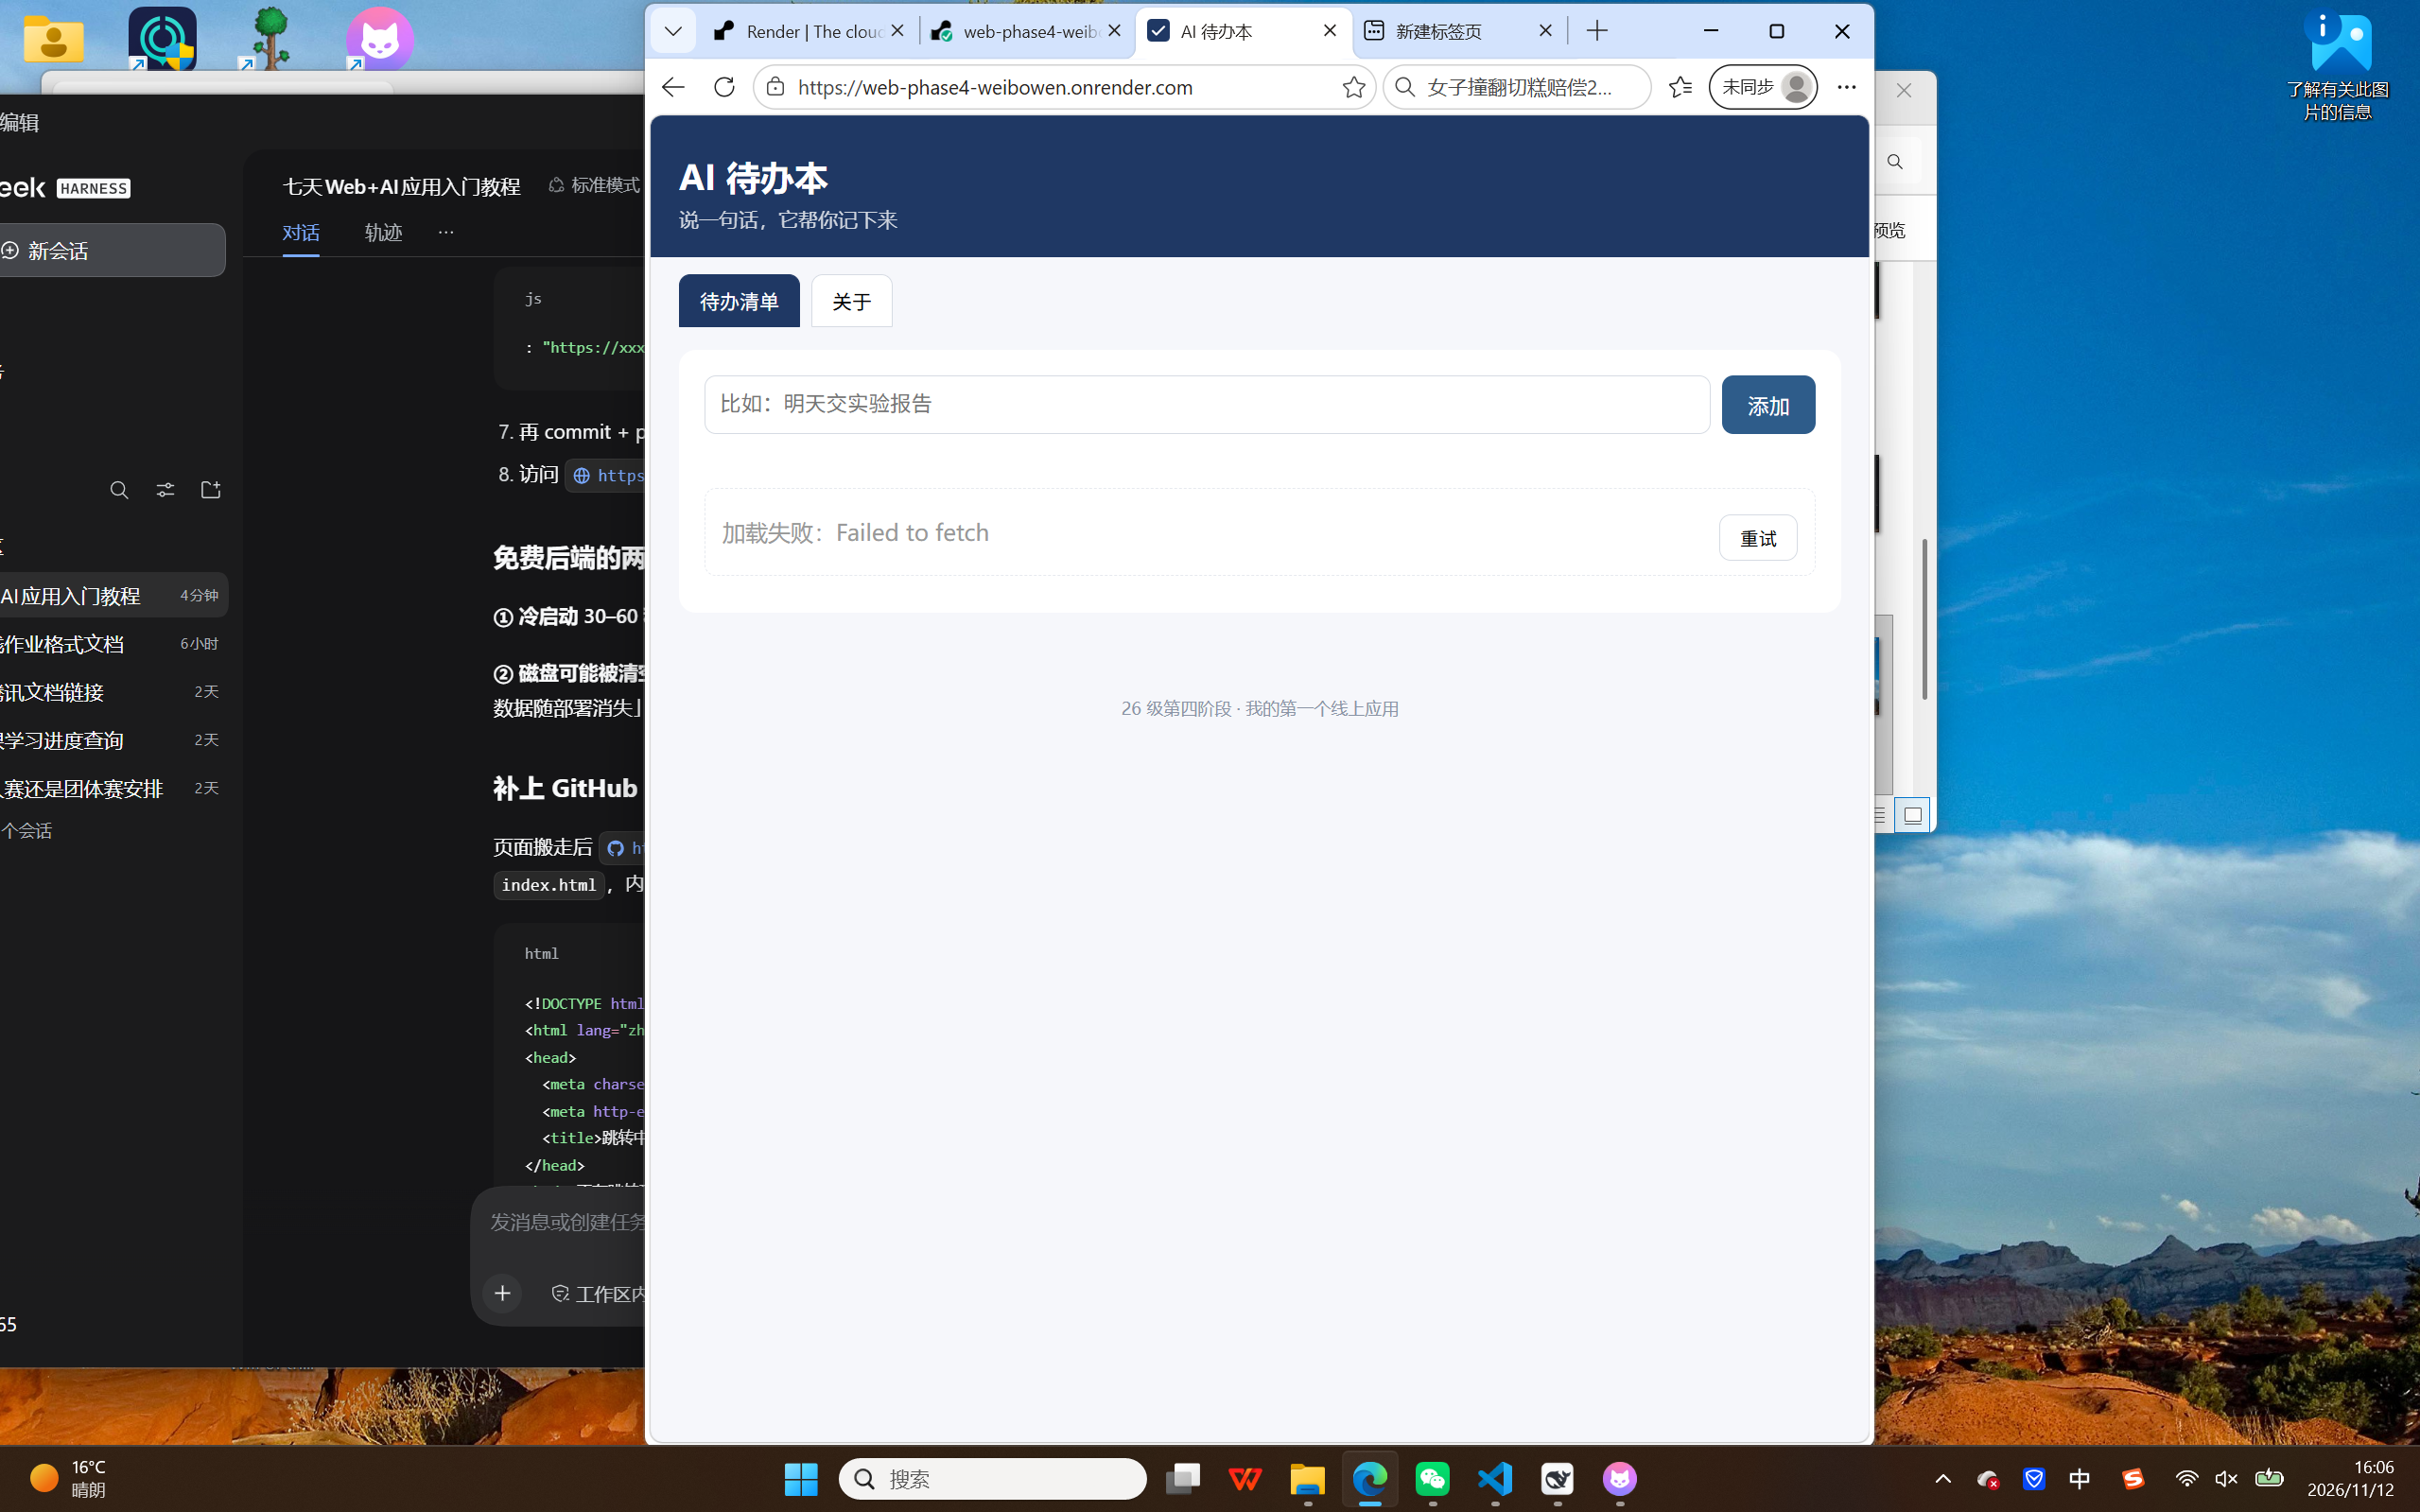 编辑
eek HARNESS
新会话
AI应用入门教程 4分钟
作业格式文档 6小时
讯文档链接 2天
学习进度查询 2天
赛还是团体赛安排 2天
个会话
65
七天Web+AI应用入门教程 标准模式
对话 轨迹 ···
js
: "https://xxx
7. 再 commit + p
8. 访问 https
免费后端的两
① 冷启动 30–60
② 磁盘可能被清空
数据随部署消失」
补上 GitHub
页面搬走后
index.html，内
html
<!DOCTYPE html
<html lang="zh
<head>
<meta charse
<meta http-e
<title>跳转中
</head>
发消息或创建任务
工作区内
Render | The clou
web-phase4-weibo
AI 待办本
新建标签页
https://web-phase4-weibowen.onrender.com
女子撞翻切糕赔偿2...
未同步
AI 待办本
说一句话，它帮你记下来
待办清单 关于
比如：明天交实验报告 添加
加载失败：Failed to fetch 重试
26 级第四阶段 · 我的第一个线上应用
预览
了解有关此图
片的信息
16°C
晴朗
搜索
中
16:06
2026/11/12